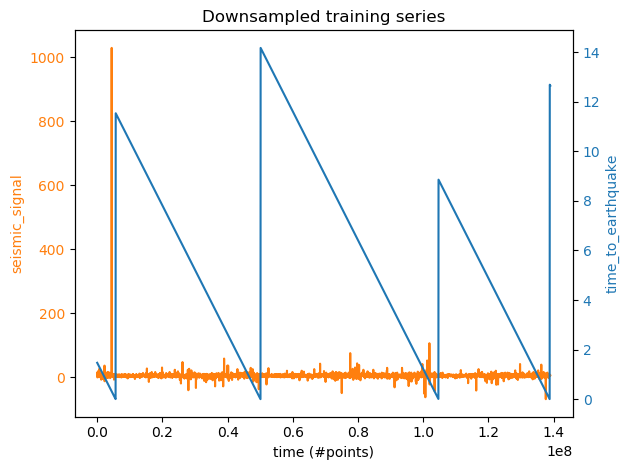 Downsampled training series
1000
800
600
400
200
0
seismic_signal
14
12
10
8
6
4
2
0
time_to_earthquake
0.0 0.2 0.4 0.6 0.8 1.0 1.2 1.4
1e8
time (#points)